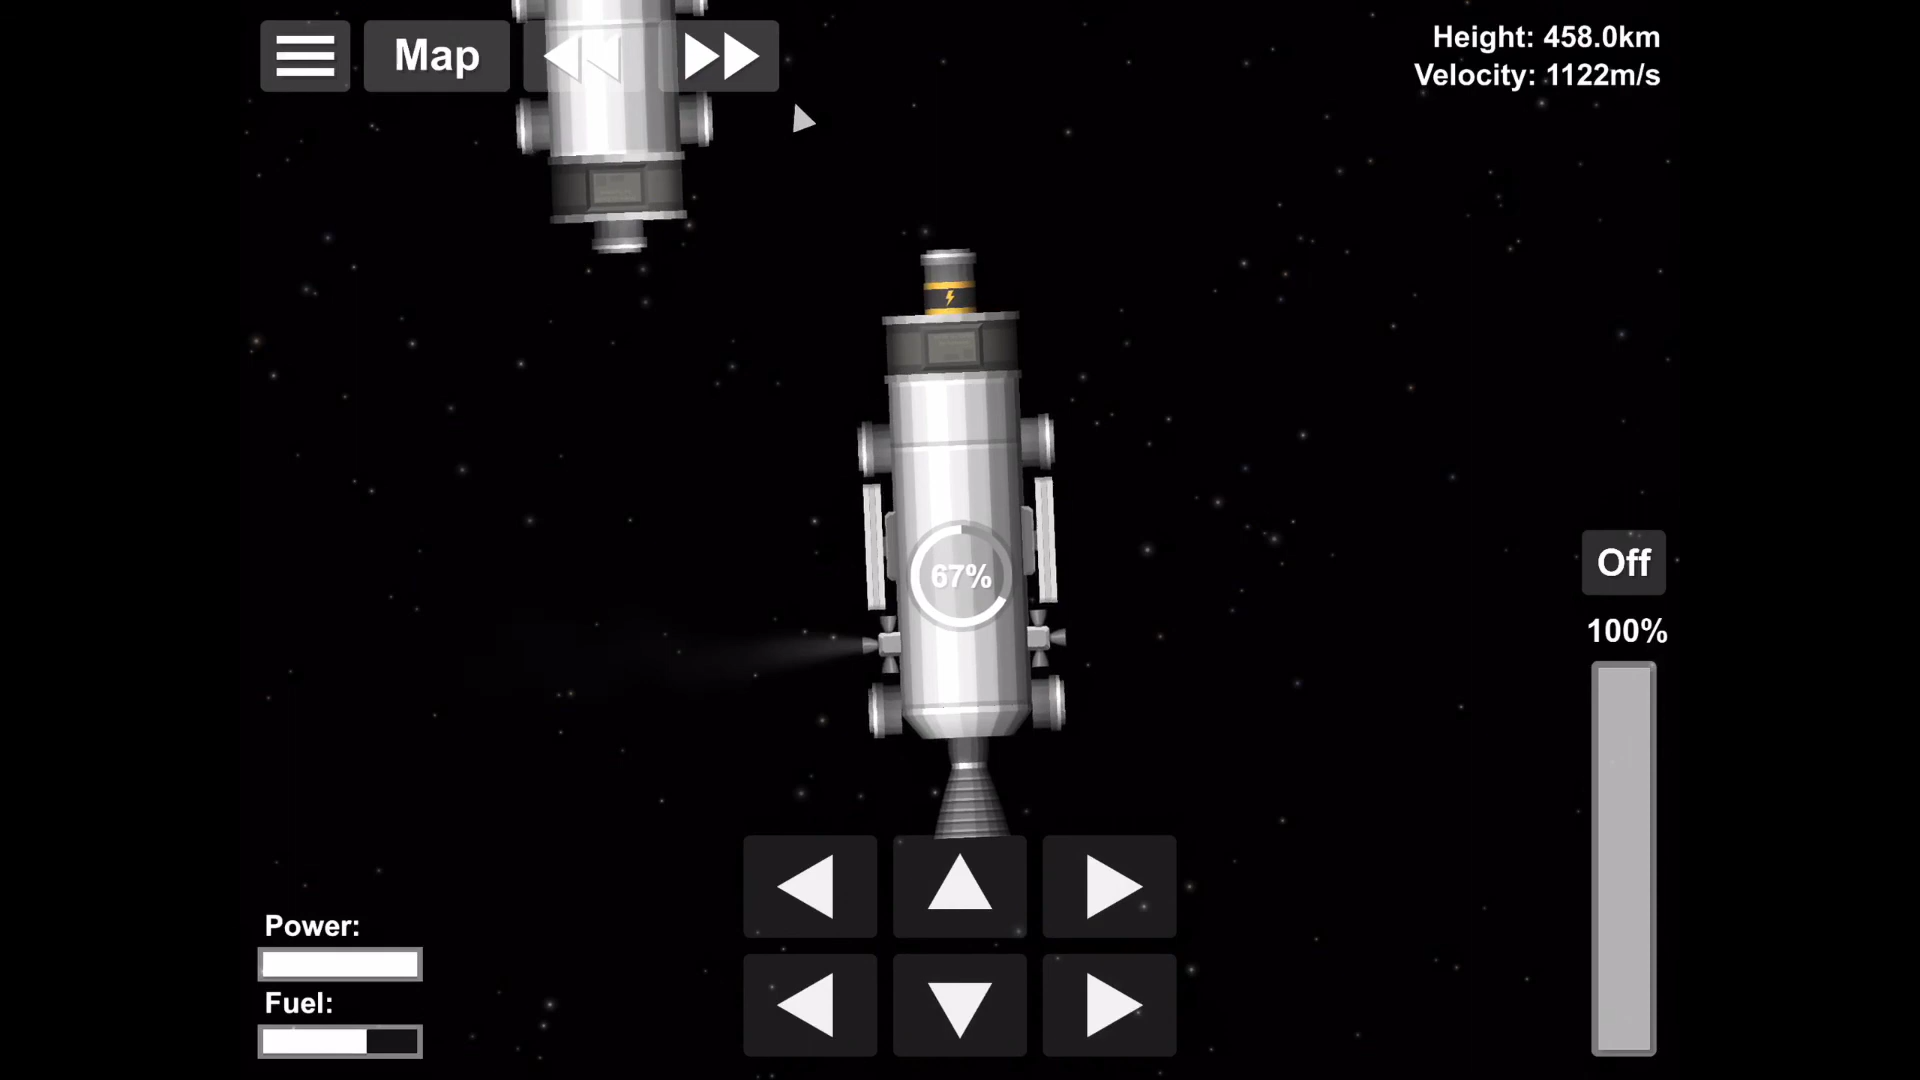 Map
Height: 458.0km
Velocity: 1122m/s
67%
Off
100%
Power:
Fuel: